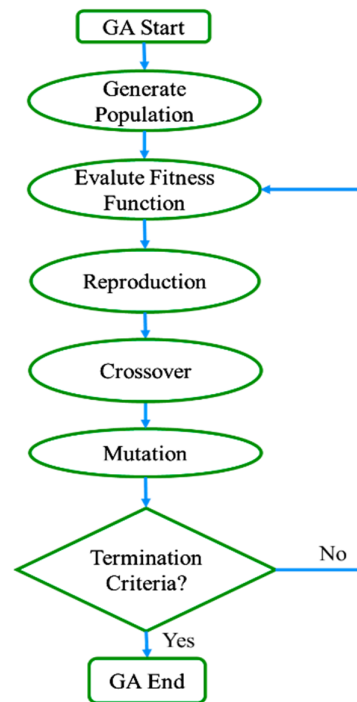 GA Start
Generate
Population
Evalute Fitness
Function
Reproduction
Crossover
Mutation
Termination
Criteria?
No
Yes
GA End